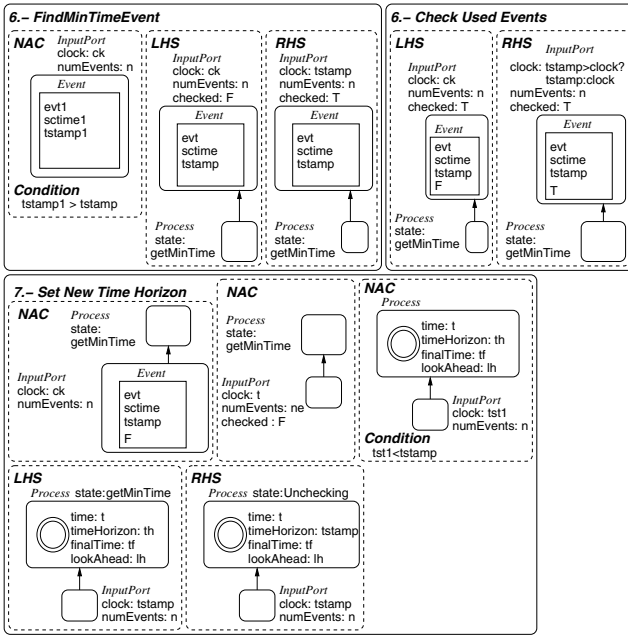 6.– FindMinTimeEvent
NAC
InputPort
clock: ck
numEvents: n
Event
evt1
sctime1
tstamp1
Condition
tstamp1 > tstamp
LHS
InputPort
clock: ck
numEvents: n
checked: F
Event
evt
sctime
tstamp
Process
state:
getMinTime
RHS
InputPort
clock: tstamp
numEvents: n
checked: T
Event
evt
sctime
tstamp
Process
state:
getMinTime
6.– Check Used Events
LHS
InputPort
clock: ck
numEvents: n
checked: T
Event
evt
sctime
tstamp
F
Process
state:
getMinTime
RHS
InputPort
clock: tstamp>clock?
tstamp:clock
numEvents: n
checked: T
Event
evt
sctime
tstamp
T
Process
state:
getMinTime
7.– Set New Time Horizon
NAC
Process
state:
getMinTime
InputPort
clock: ck
numEvents: n
Event
evt
sctime
tstamp
F
NAC
Process
state:
getMinTime
InputPort
clock: t
numEvents: ne
checked : F
NAC
Process
time: t
timeHorizon: th
finalTime: tf
lookAhead: lh
InputPort
clock: tst1
numEvents: n
Condition
tst1<tstamp
LHS
Process state:getMinTime
time: t
timeHorizon: th
finalTime: tf
lookAhead: lh
InputPort
clock: tstamp
numEvents: n
RHS
Process state:Unchecking
time: t
timeHorizon: tstamp
finalTime: tf
lookAhead: lh
InputPort
clock: tstamp
numEvents: n